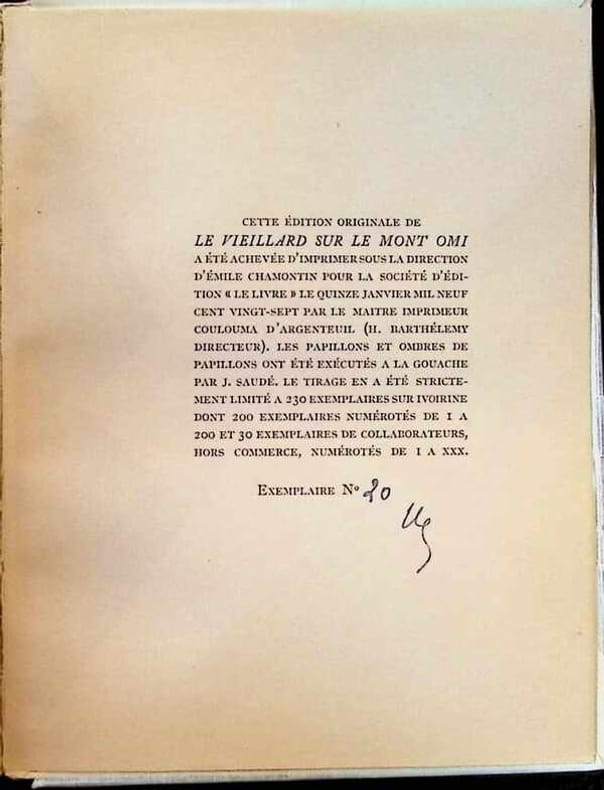 CETTE ÉDITION ORIGINALE DE
LE VIEILLARD SUR LE MONT OMI
A ÉTÉ ACHEVÉE D'IMPRIMER SOUS LA DIRECTION
D'ÉMILE CHAMONTIN POUR LA SOCIÉTÉ D'ÉDI-
TION « LE LIVRE » LE QUINZE JANVIER MIL NEUF
CENT VINGT-SEPT PAR LE MAITRE IMPRIMEUR
COULOUMA D'ARGENTEUIL (H. BARTHÉLEMY
DIRECTEUR). LES PAPILLONS ET OMBRES DE
PAPILLONS ONT ÉTÉ EXÉCUTÉS A LA GOUACHE
PAR J. SAUDÉ. LE TIRAGE EN A ÉTÉ STRICTE-
MENT LIMITÉ A 230 EXEMPLAIRES SUR IVOIRINE
DONT 200 EXEMPLAIRES NUMÉROTÉS DE 1 A
200 ET 30 EXEMPLAIRES DE COLLABORATEURS,
HORS COMMERCE, NUMÉROTÉS DE I A XXX.
EXEMPLAIRE N° 20